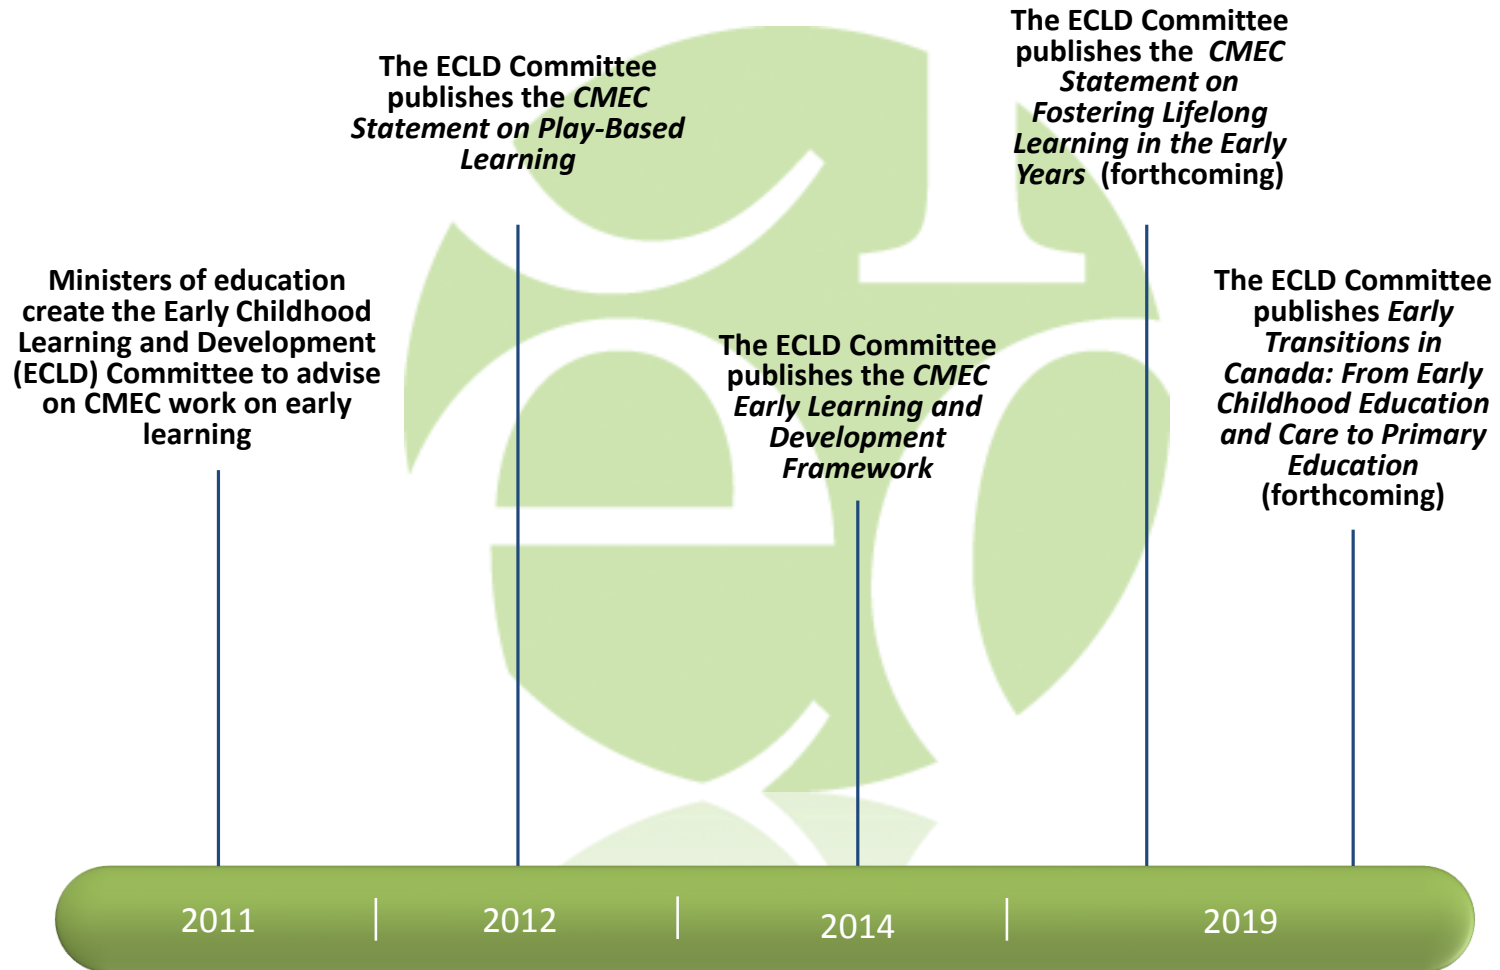 Ministers of education
create the Early Childhood
Learning and Development
(ECLD) Committee to advise
on CMEC work on early
learning
The ECLD Committee
publishes the CMEC
Statement on Play-Based
Learning
The ECLD Committee
publishes the CMEC
Early Learning and
Development
Framework
The ECLD Committee
publishes the CMEC
Statement on
Fostering Lifelong
Learning in the Early
Years (forthcoming)
The ECLD Committee
publishes Early
Transitions in
Canada: From Early
Childhood Education
and Care to Primary
Education
(forthcoming)
2011
2012
2014
2019